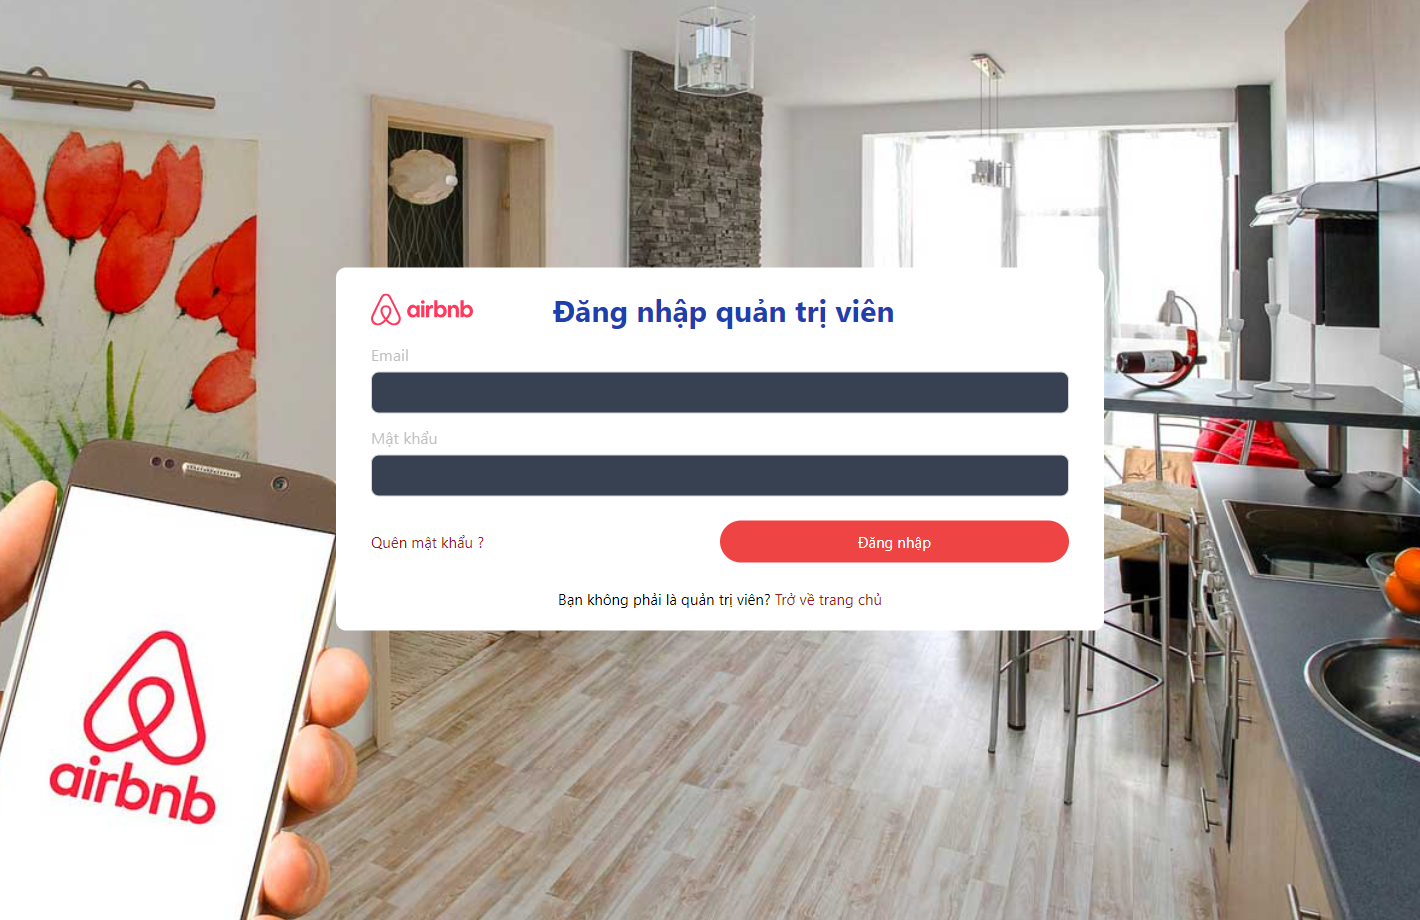 airbnb
Đăng nhập quản trị viên
Email
Mật khẩu
Quên mật khẩu ?
Đăng nhập
Bạn không phải là quản trị viên? Trở về trang chủ
airbnb